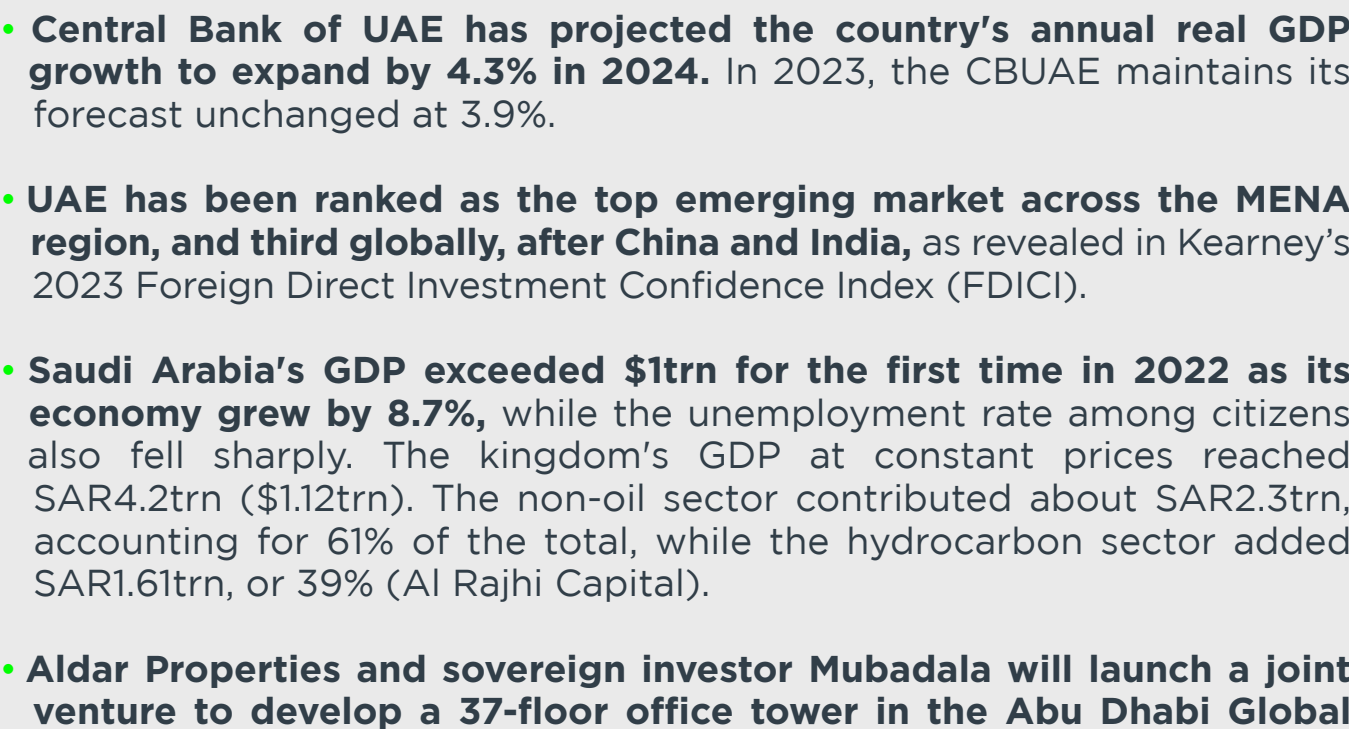 • Central Bank of UAE has projected the country's annual real GDP
growth to expand by 4.3% in 2024. In 2023, the CBUAE maintains its
forecast unchanged at 3.9%.
• UAE has been ranked as the top emerging market across the MENA
region, and third globally, after China and India, as revealed in Kearney’s
2023 Foreign Direct Investment Confidence Index (FDICI).
• Saudi Arabia's GDP exceeded $1trn for the first time in 2022 as its
economy grew by 8.7%, while the unemployment rate among citizens
also fell sharply. The kingdom's GDP at constant prices reached
SAR4.2trn ($1.12trn). The non-oil sector contributed about SAR2.3trn,
accounting for 61% of the total, while the hydrocarbon sector added
SAR1.61trn, or 39% (Al Rajhi Capital).
• Aldar Properties and sovereign investor Mubadala will launch a joint
venture to develop a 37-floor office tower in the Abu Dhabi Global